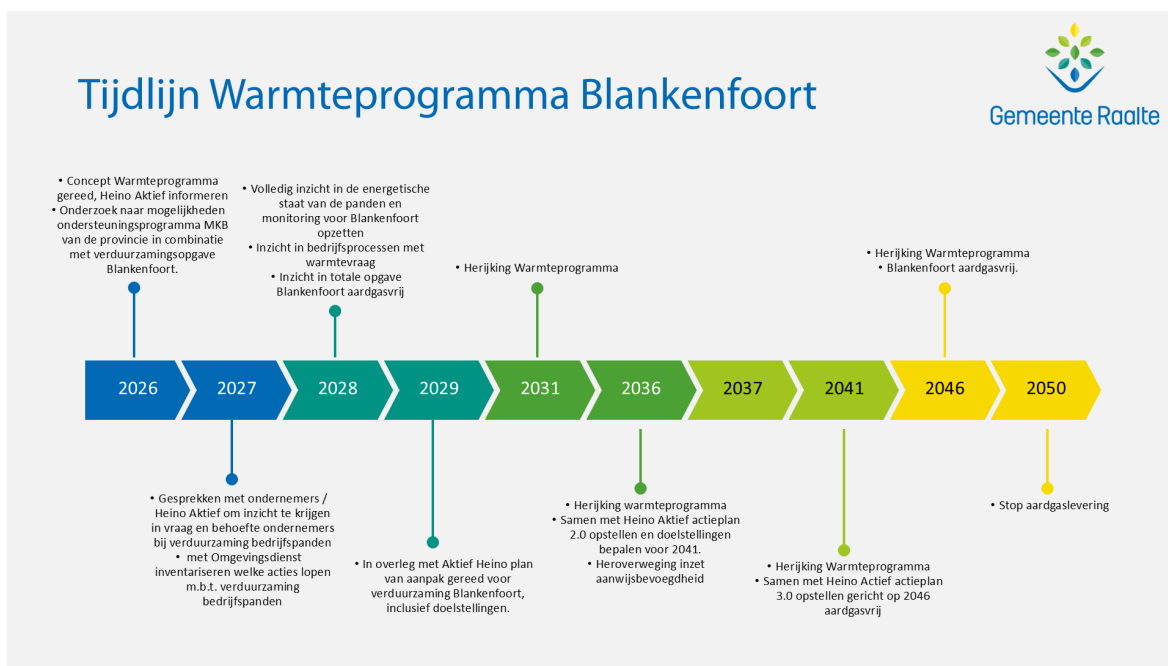 Tijdlijn Warmteprogramma Blankenfoort
Gemeente Raalte
• Concept Warmteprogramma
gereed, Heino Aktief informeren
• Onderzoek naar mogelijkheden
ondersteuningsprogramma MKB
van de provincie in combinatie
met verduurzamingsopgave
Blankenfoort.
• Volledig inzicht in de energetische
staat van de panden en
monitoring voor Blankenfoort
opzetten
• Inzicht in bedrijfsprocessen met
warmtevraag
• Inzicht in totale opgave
Blankenfoort aardgasvrij
• Herijking Warmteprogramma
• Herijking Warmteprogramma
• Blankenfoort aardgasvrij.
2026
2027
2028
2029
2031
2036
2037
2041
2046
2050
• Gesprekken met ondernemers /
Heino Aktief om inzicht te krijgen
in vraag en behoefte ondernemers
bij verduurzaming bedrijfspanden
• met Omgevingsdienst
inventariseren welke acties lopen
m.b.t. verduurzaming
bedrijfspanden
• In overleg met Aktief Heino plan
van aanpak gereed voor
verduurzaming Blankenfoort,
inclusief doelstellingen.
• Herijking warmteprogramma
• Samen met Heino Aktief actieplan
2.0 opstellen en doelstellingen
bepalen voor 2041.
• Heroverweging inzet
aanwijsbevoegdheid
• Herijking Warmteprogramma
• Samen met Heino Actief actieplan
3.0 opstellen gericht op 2046
aardgasvrij
• Stop aardgaslevering